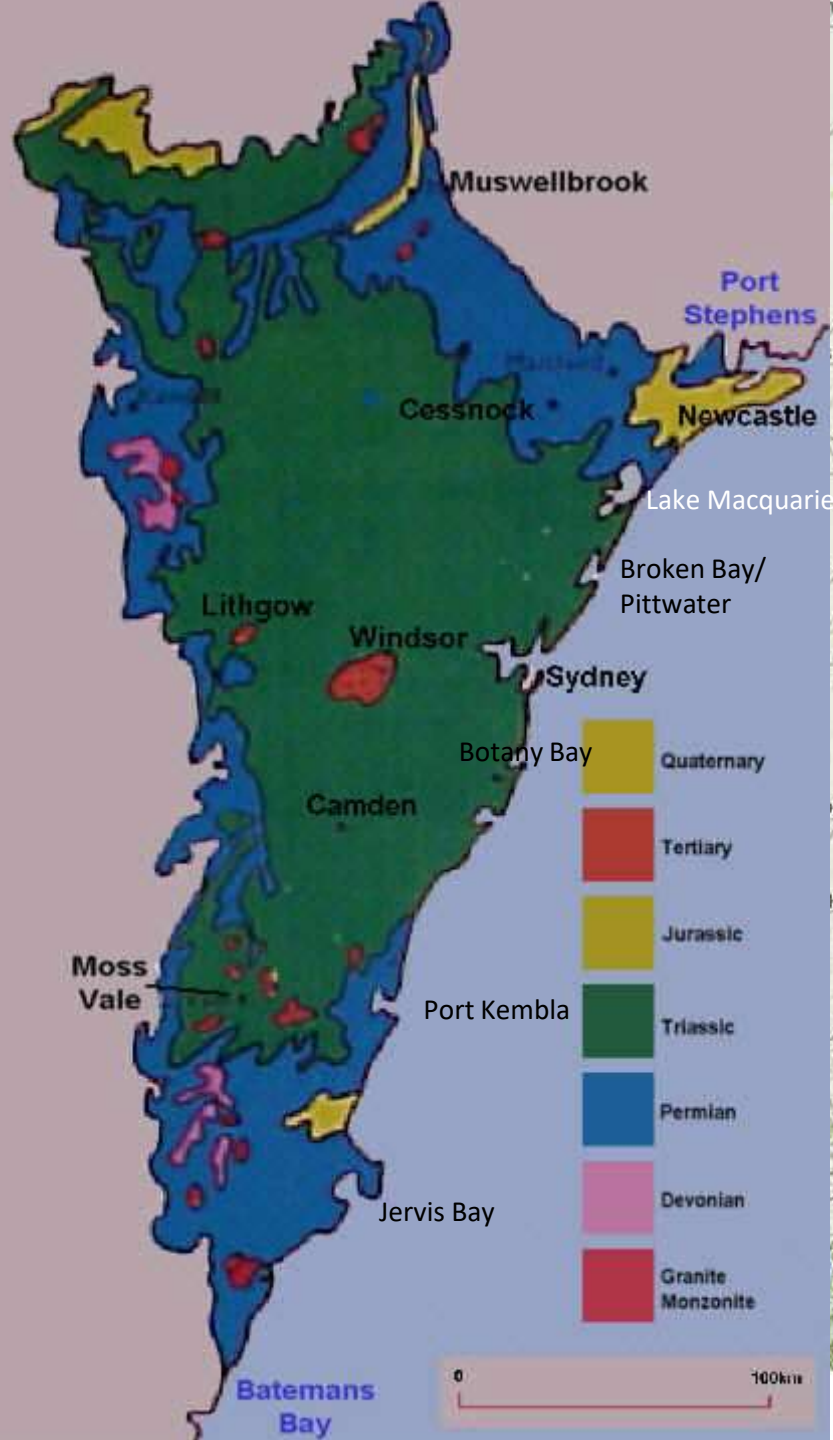 Muswellbrook
Port
Stephens
Maitland
Cessnock
Newcastle
Lake Macquarie
Broken Bay/
Pittwater
Lithgow
Windsor
Sydney
Botany Bay
Camden
Moss
Vale
Port Kembla
Jervis Bay
Batemans
Bay
Quaternary
Tertiary
Jurassic
Triassic
Permian
Devonian
Granite
Monzonite
0 100km